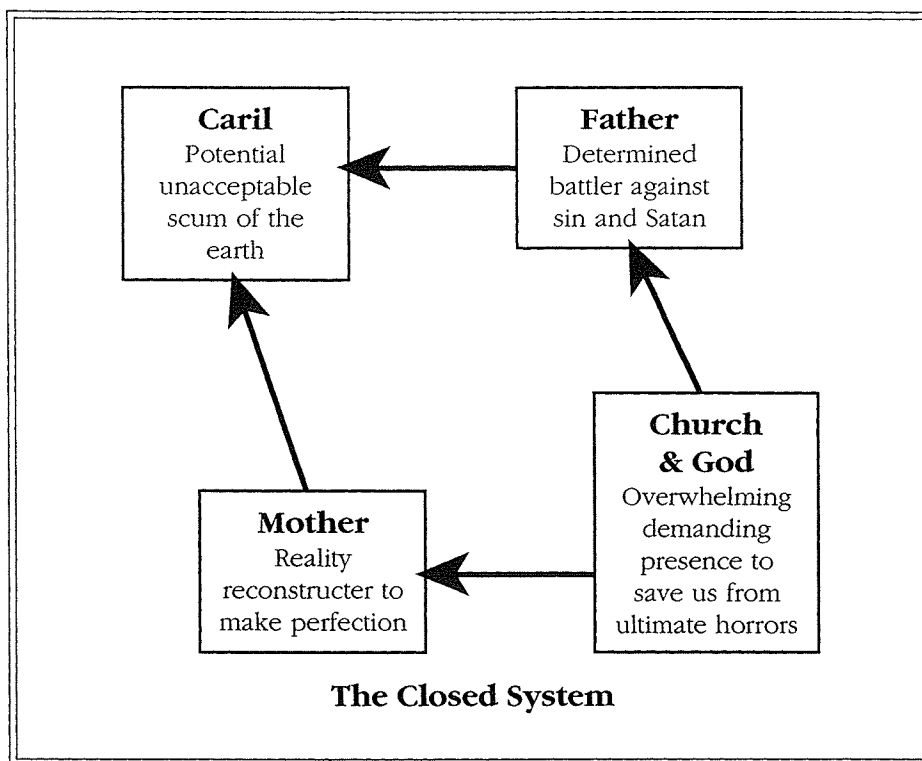 Caril
Potential
unacceptable
scum of the
earth
Father
Determined
battler against
sin and Satan
Church
& God
Overwhelming
demanding
presence to
save us from
ultimate horrors
Mother
Reality
reconstructer to
make perfection
The Closed System